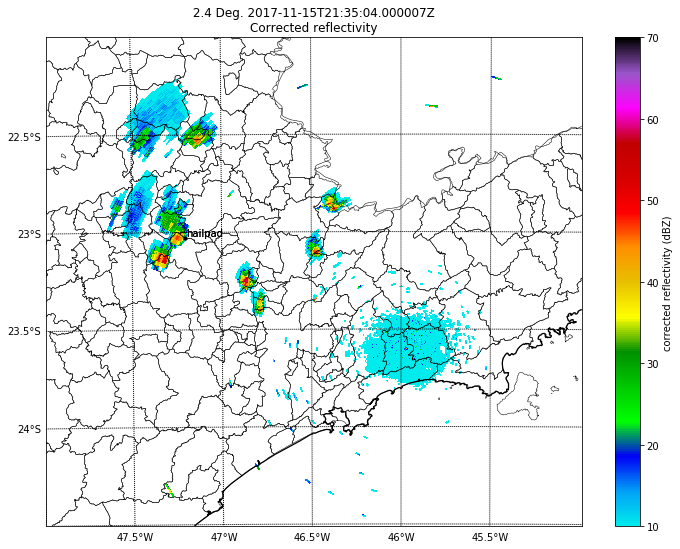 2.4 Deg. 2017-11-15T21:35:04.000007Z
Corrected reflectivity
22.5°S
23°S
23.5°S
24°S
47.5°W
47°W
46.5°W
46°W
45.5°W
hailpad
70
60
50
40
30
20
10
corrected reflectivity (dBZ)